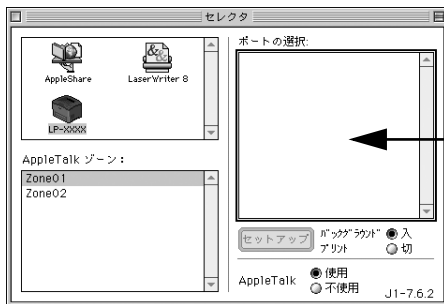 セレクタ
AppleShare
LaserWriter 8
LP-XXXX
AppleTalk ゾーン：
Zone01
Zone02
ポートの選択:
セットアップ
ﾊﾞｯｸｸﾞﾗｳﾝﾄﾞ
ﾌﾟﾘﾝﾄ
入
切
AppleTalk
使用
不使用
J1-7.6.2